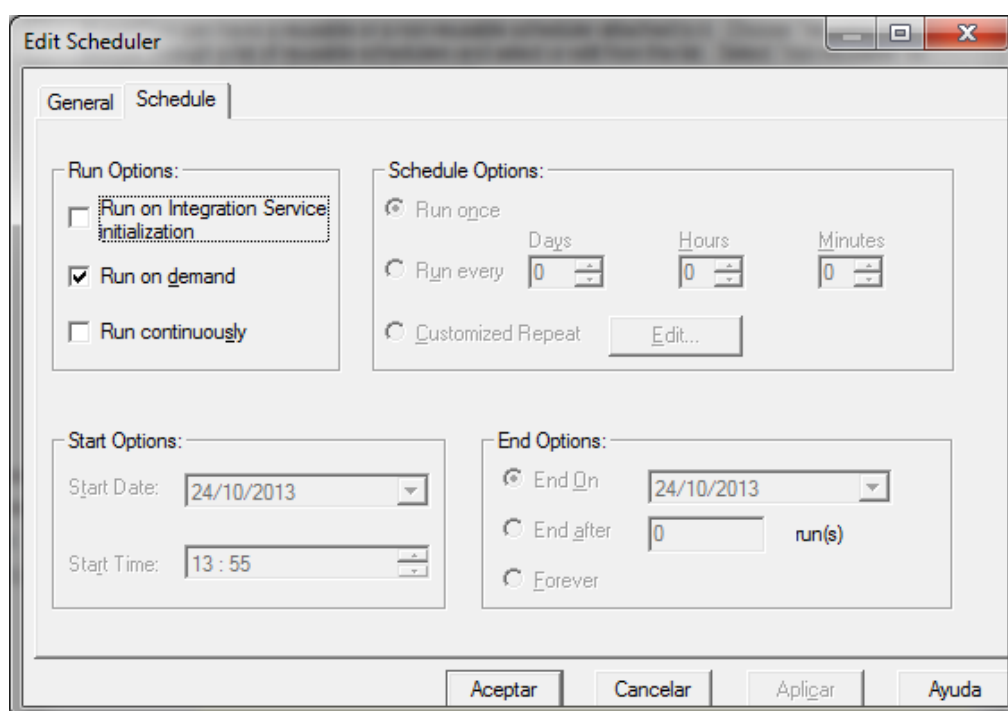 Edit Scheduler
General Schedule
Run Options:
Run on Integration Service
initialization
Run on demand
Run continuously
Schedule Options:
Run once
Days Hours Minutes
Run every 0 0 0
Customized Repeat Edit...
Start Options:
Start Date: 24/10/2013
Start Time: 13 : 55
End Options:
End On 24/10/2013
End after 0 run(s)
Forever
Aceptar Cancelar Aplicar Ayuda